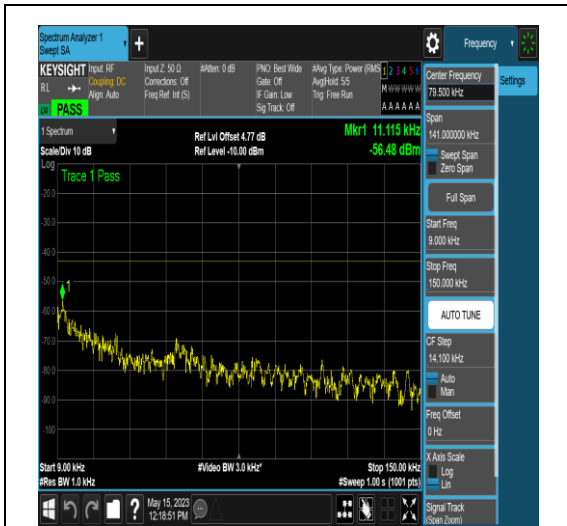 Spectrum Analyzer 1
Swept SA
+
Frequency
KEYSIGHT
RL
PASS
Input: RF
Coupling: DC
Align: Auto
Input Z: 50 Ω
Corrections: Off
Freq Ref: Int (S)
#Atten: 0 dB
PNO: Best Wide
Gate: Off
IF Gain: Low
Sig Track: Off
#Avg Type: Power (RMS)
Avg|Hold: 5/5
Trig: Free Run
1 2 3 4 5 6
M W W W W W
A A A A A A
1 Spectrum
Scale/Div 10 dB
Ref Lvl Offset 4.77 dB
Ref Level -10.00 dBm
Mkr1 11.115 kHz
-56.48 dBm
Log
Trace 1 Pass
-20.0
-30.0
-40.0
-50.0
-60.0
-70.0
-80.0
-90.0
-100
1
Start 9.00 kHz
#Res BW 1.0 kHz
#Video BW 3.0 kHz*
Stop 150.00 kHz
#Sweep 1.00 s (1001 pts)
Center Frequency
79.500 kHz
Settings
Span
141.000000 kHz
Swept Span
Zero Span
Full Span
Start Freq
9.000 kHz
Stop Freq
150.000 kHz
AUTO TUNE
CF Step
14.100 kHz
Auto
Man
Freq Offset
0 Hz
X Axis Scale
Log
Lin
Signal Track
(Span Zoom)
?
May 15, 2023
12:18:51 PM